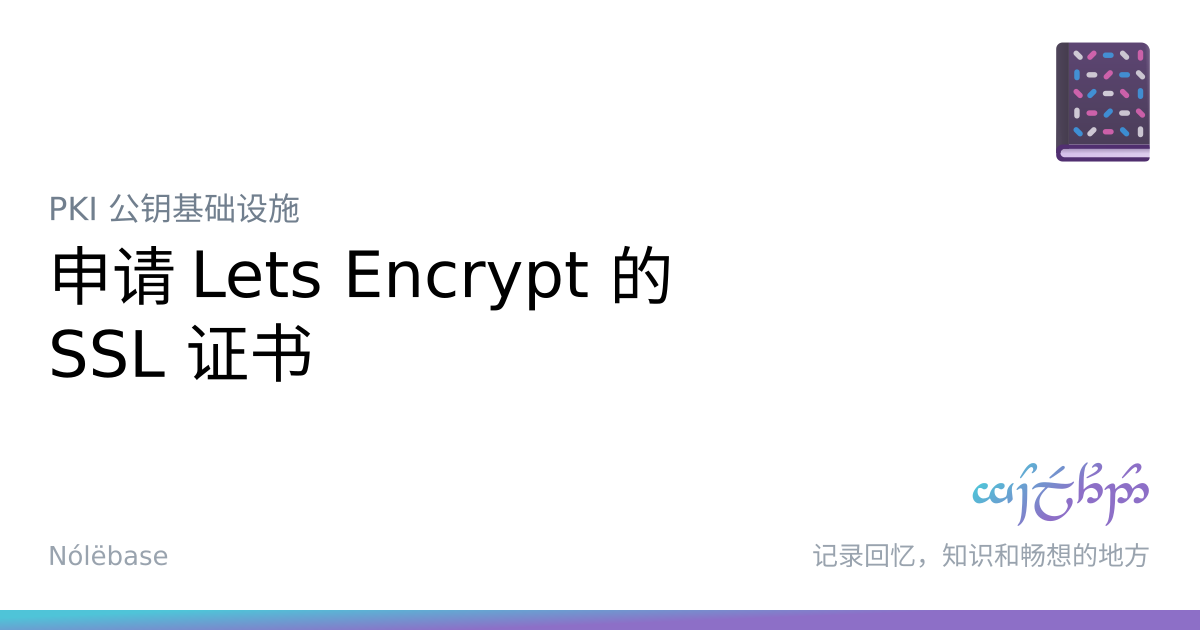 PKI 公钥基础设施
申请 Lets Encrypt 的
SSL 证书
Nólëbase
记录回忆，知识和畅想的地方